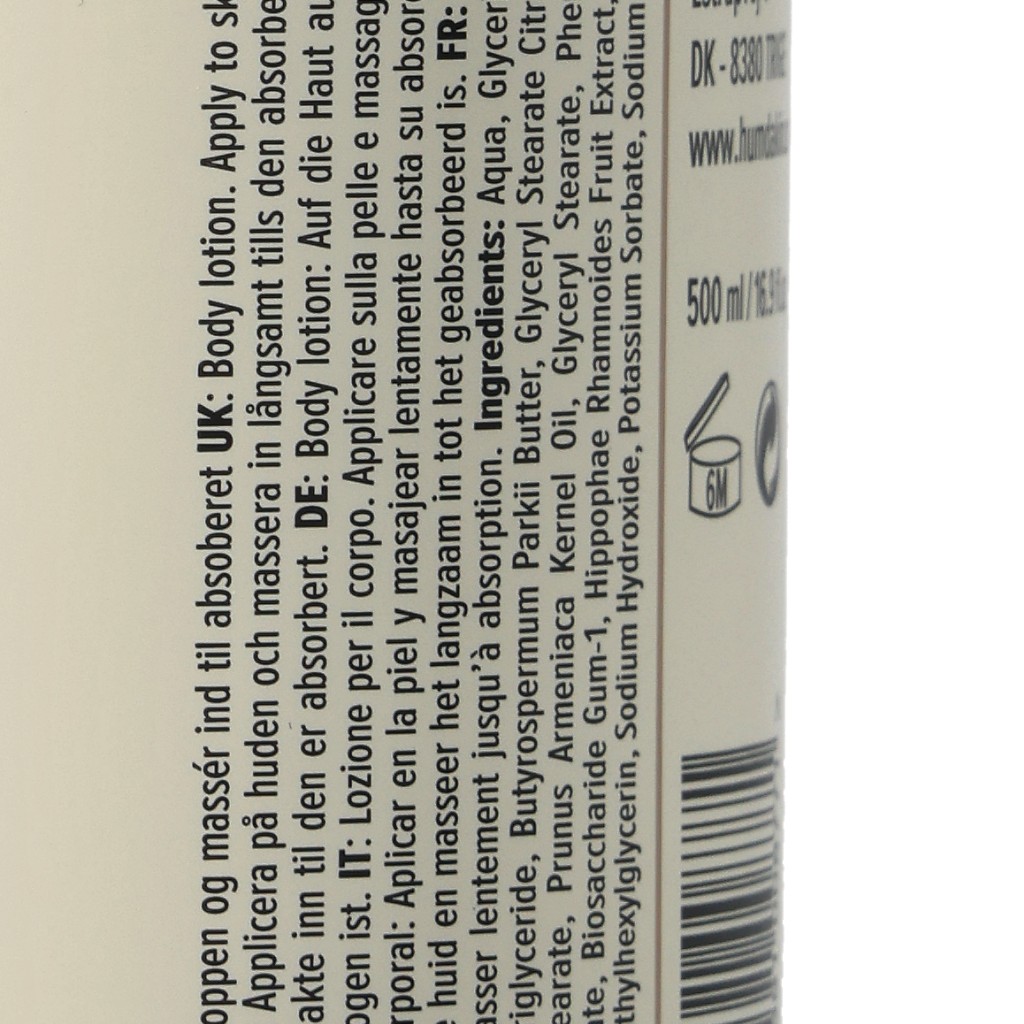 oppen og massér ind til absoberet UK: Body lotion. Apply to
Applicera på huden och massera in långsamt tills den absorbe
akte inn til den er absorbert. DE: Body lotion: Auf die Haut au
ogen ist. IT: Lozione per il corpo. Applicare sulla pelle e massag
rporal: Aplicar en la piel y masajear lentamente hasta su absor
huid en masseer het langzaam in tot het geabsorbeerd is. FR:
asser lentement jusqu'à absorption. Ingredients: Aqua, Glycer
riglyceride, Butyrospermum Parkii Butter, Glyceryl Stearate Citr
earate, Prunus Armeniaca Kernel Oil, Glyceryl Stearate, Phe
te, Biosaccharide Gum-1, Hippophae Rhamnoides Fruit Extract,
thylhexylglycerin, Sodium Hydroxide, Potassium Sorbate, Sodium
DK - 8380
500 ml / 16.9
6M